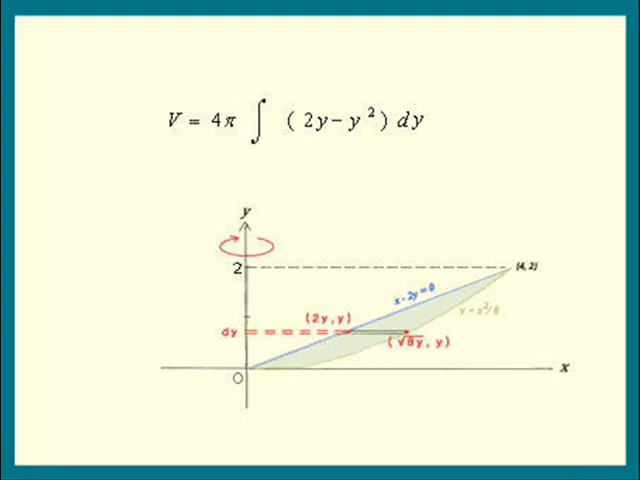 V = 4π ∫ ( 2y - y² ) dy
y
2
(4, 2)
x - 2y = 0
(2y, y)
y = x²/8
dy
(√8y, y)
O
x